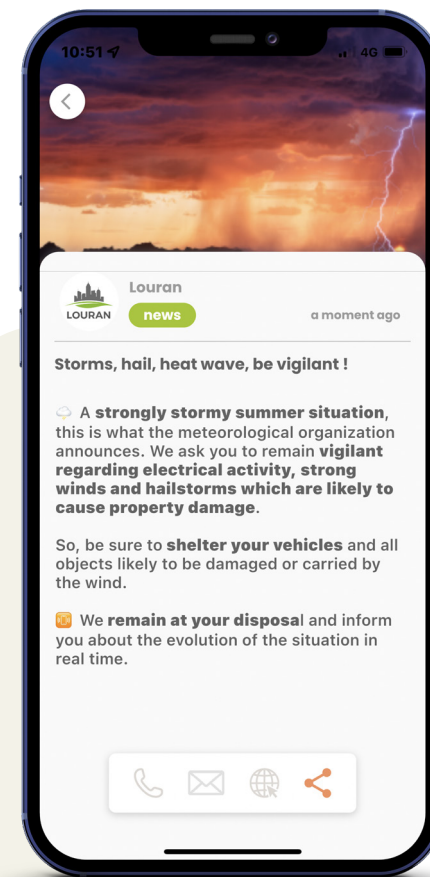 10:51
4G
Louran
LOURAN
news
a moment ago
Storms, hail, heat wave, be vigilant !
A strongly stormy summer situation,
this is what the meteorological organization
announces. We ask you to remain vigilant
regarding electrical activity, strong
winds and hailstorms which are likely to
cause property damage.
So, be sure to shelter your vehicles and all
objects likely to be damaged or carried by
the wind.
We remain at your disposal and inform
you about the evolution of the situation in
real time.